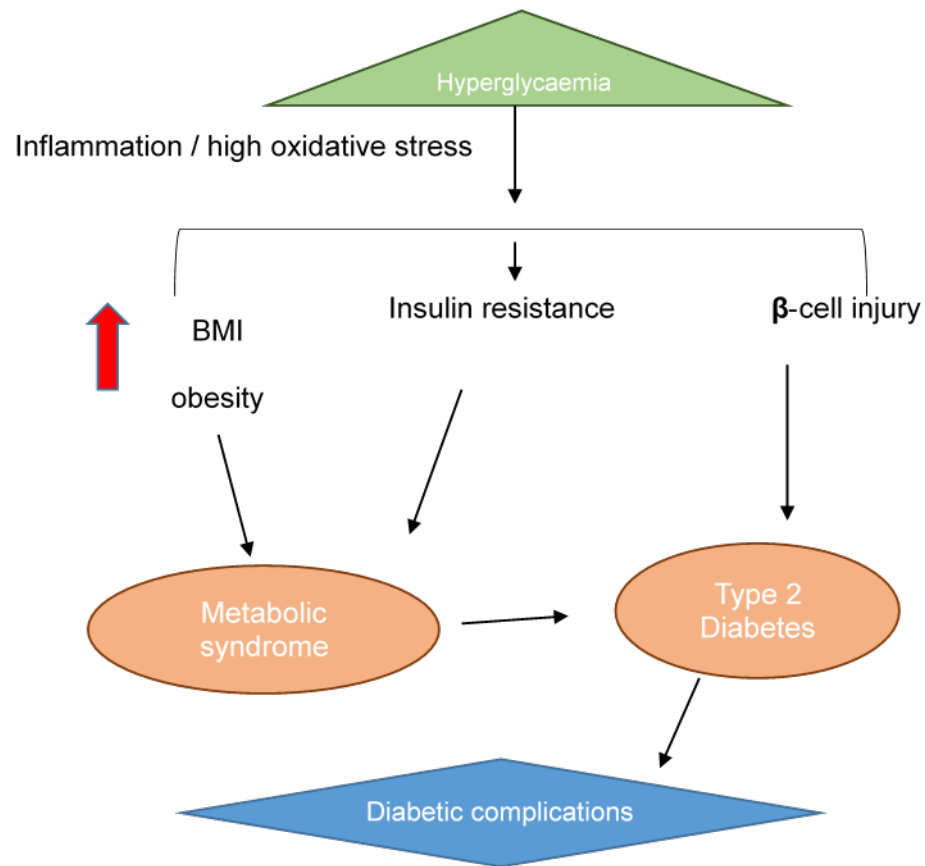 Hyperglycaemia
Inflammation / high oxidative stress
Insulin resistance
β-cell injury
BMI
obesity
Metabolic
syndrome
Type 2
Diabetes
Diabetic complications